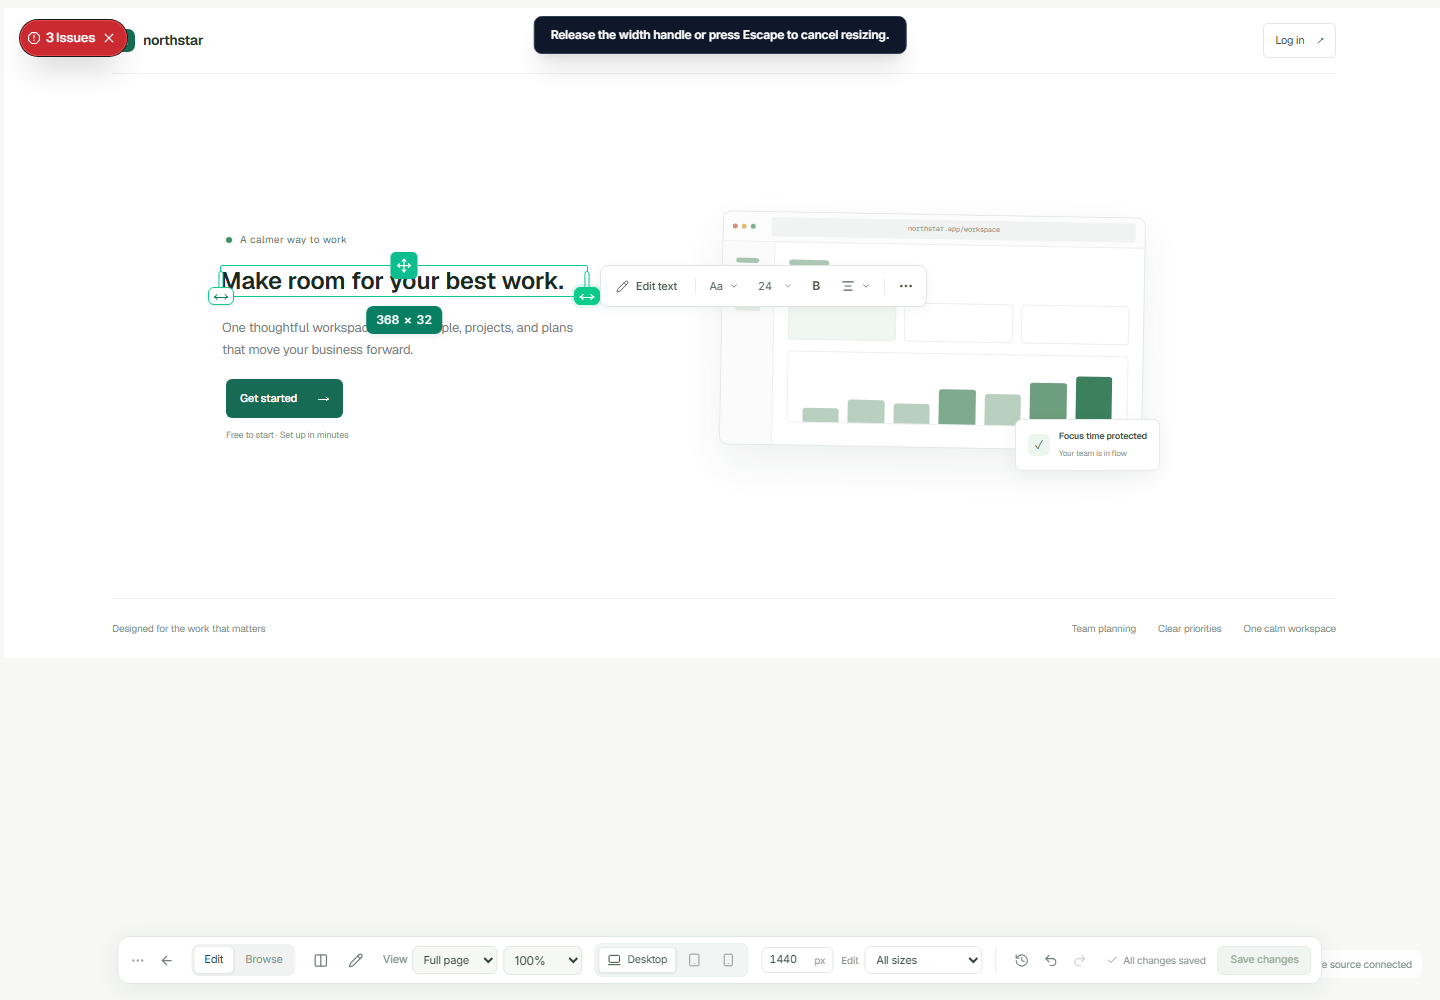 3 Issues
northstar
Release the width handle or press Escape to cancel resizing.
Log in
A calmer way to work
Make room for your best work.
368 × 32
One thoughtful ple, projects, and plans
that move your business forward.
Get started
Free to start · Set up in minutes
northstar.app/workspace
Edit text
Aa
24
B
Focus time protected
Your team is in flow
Designed for the work that matters
Team planning
Clear priorities
One calm workspace
Edit
Browse
View
Full page
100%
Desktop
1440 px
Edit
All sizes
All changes saved
Save changes
e source connected